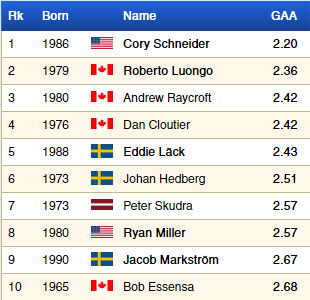 Rk Born Name GAA
1 1986 Cory Schneider 2.20
2 1979 Roberto Luongo 2.36
3 1980 Andrew Raycroft 2.42
4 1976 Dan Cloutier 2.42
5 1988 Eddie Läck 2.43
6 1973 Johan Hedberg 2.51
7 1973 Peter Skudra 2.57
8 1980 Ryan Miller 2.57
9 1990 Jacob Markström 2.67
10 1965 Bob Essensa 2.68